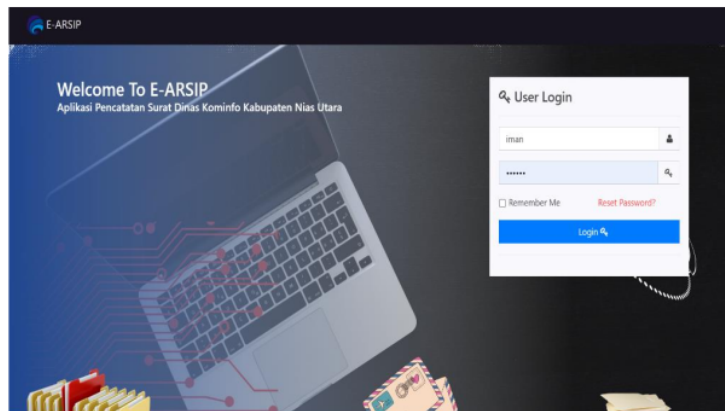 E-ARSIP
Welcome To E-ARSIP
Aplikasi Pencatatan Surat Dinas Kominfo Kabupaten Nias Utara
User Login
iman
••••••
Remember Me Reset Password?
Login